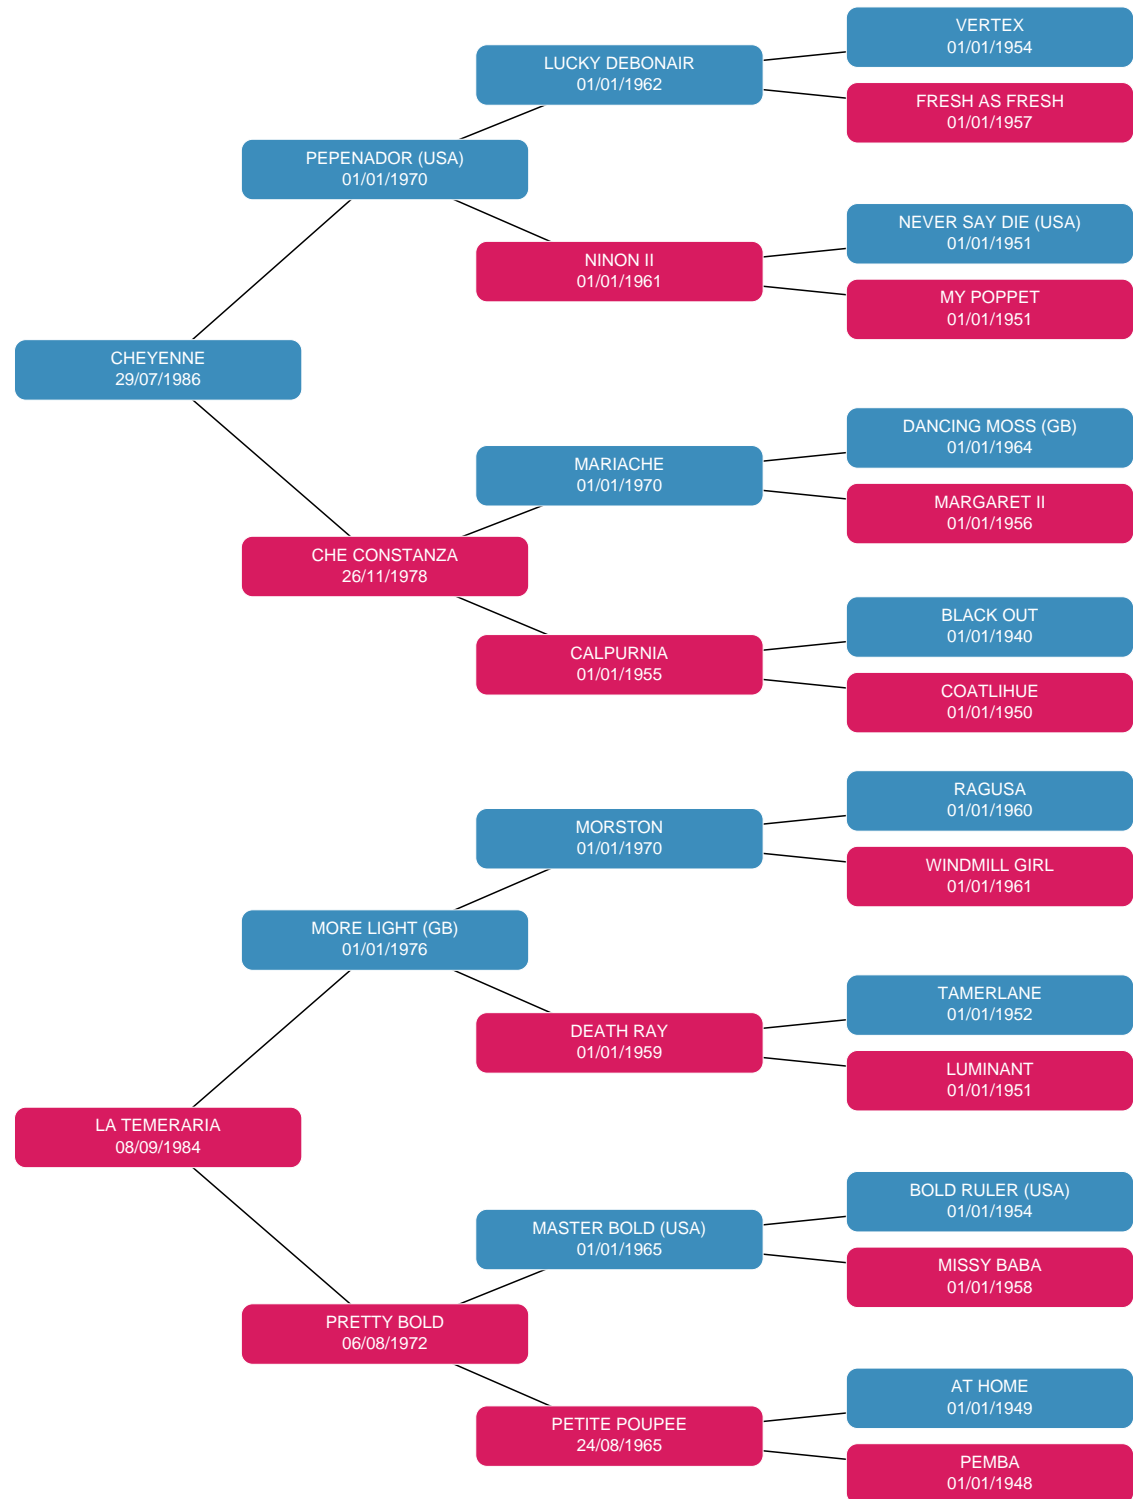 VERTEX
01/01/1954
LUCKY DEBONAIR
01/01/1962
FRESH AS FRESH
01/01/1957
PEPENADOR (USA)
01/01/1970
NEVER SAY DIE (USA)
01/01/1951
NINON II
01/01/1961
MY POPPET
01/01/1951
CHEYENNE
29/07/1986
DANCING MOSS (GB)
01/01/1964
MARIACHE
01/01/1970
MARGARET II
01/01/1956
CHE CONSTANZA
26/11/1978
BLACK OUT
01/01/1940
CALPURNIA
01/01/1955
COATLIHUE
01/01/1950
RAGUSA
01/01/1960
MORSTON
01/01/1970
WINDMILL GIRL
01/01/1961
MORE LIGHT (GB)
01/01/1976
TAMERLANE
01/01/1952
DEATH RAY
01/01/1959
LUMINANT
01/01/1951
LA TEMERARIA
08/09/1984
BOLD RULER (USA)
01/01/1954
MASTER BOLD (USA)
01/01/1965
MISSY BABA
01/01/1958
PRETTY BOLD
06/08/1972
AT HOME
01/01/1949
PETITE POUPEE
24/08/1965
PEMBA
01/01/1948